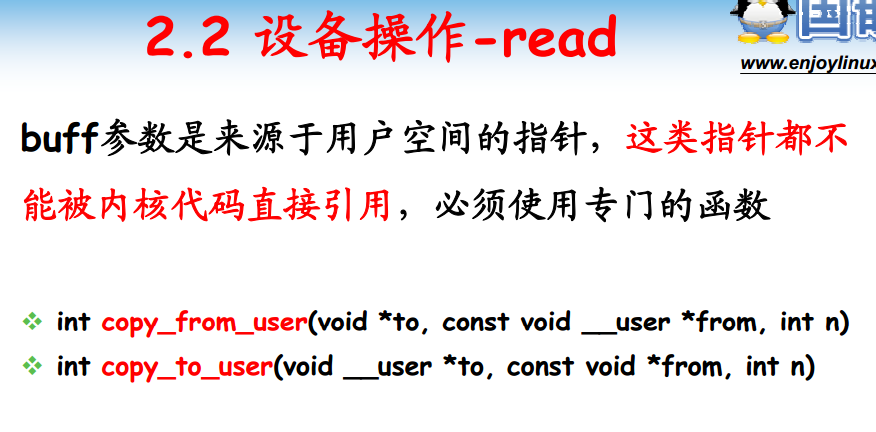 2.2 设备操作-read
www.enjoylinux
buff参数是来源于用户空间的指针，这类指针都不
能被内核代码直接引用，必须使用专门的函数
int copy_from_user(void *to, const void __user *from, int n)
int copy_to_user(void __user *to, const void *from, int n)